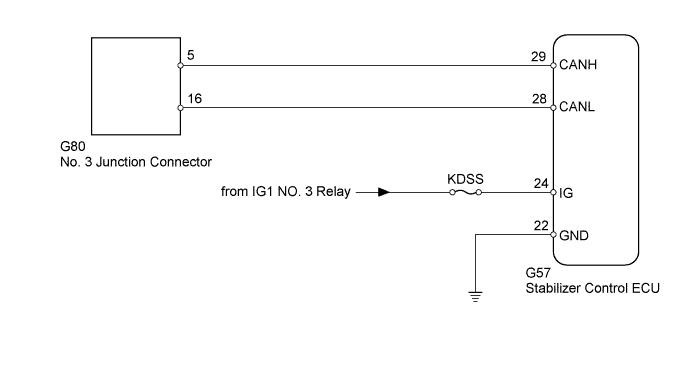 5
29
CANH
16
28
CANL
G80
No. 3 Junction Connector
KDSS
24
from IG1 NO. 3 Relay
IG
22
GND
G57
Stabilizer Control ECU